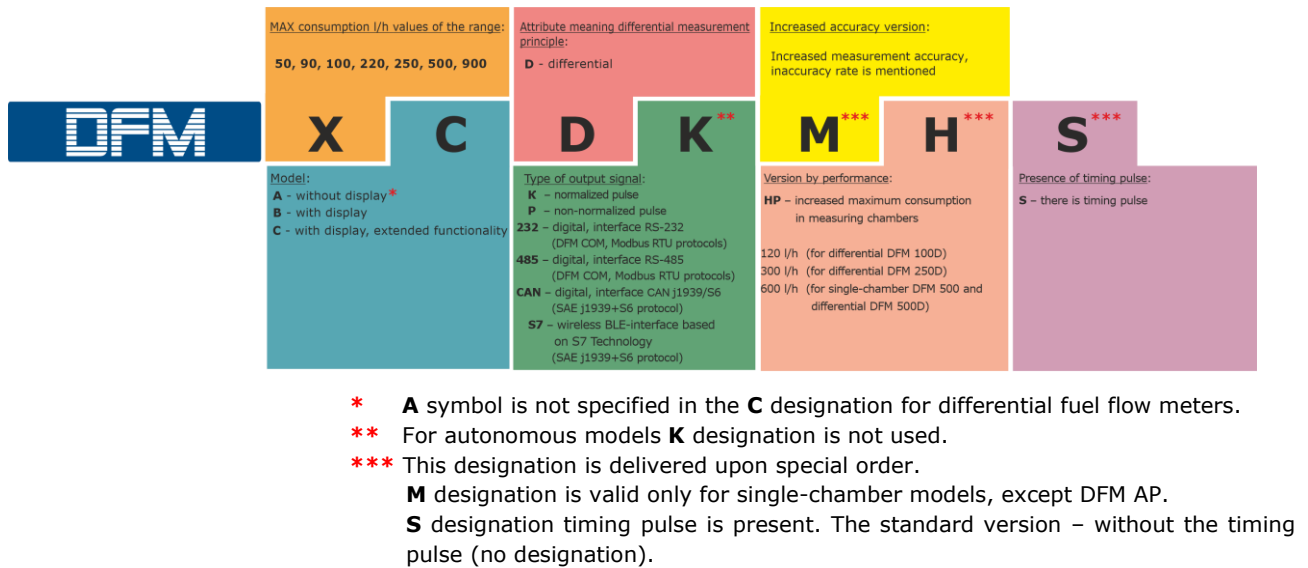 MAX consumption l/h values of the range:
50, 90, 100, 220, 250, 500, 900
Attribute meaning differential measurement
principle:
D - differential
Increased accuracy version:
Increased measurement accuracy,
inaccuracy rate is mentioned
DFM X C D K** M*** H*** S***
Model:
A - without display*
B - with display
C - with display, extended functionality
Type of output signal:
K – normalized pulse
P – non-normalized pulse
232 – digital, interface RS-232
(DFM COM, Modbus RTU protocols)
485 – digital, interface RS-485
(DFM COM, Modbus RTU protocols)
CAN – digital, interface CAN j1939/S6
(SAE j1939+S6 protocol)
S7 – wireless BLE-interface based
on S7 Technology
(SAE j1939+S6 protocol)
Version by performance:
HP – increased maximum consumption
in measuring chambers
120 l/h (for differential DFM 100D)
300 l/h (for differential DFM 250D)
600 l/h (for single-chamber DFM 500 and
differential DFM 500D)
Presence of timing pulse:
S – there is timing pulse
* A symbol is not specified in the C designation for differential fuel flow meters.
** For autonomous models K designation is not used.
*** This designation is delivered upon special order.
M designation is valid only for single-chamber models, except DFM AP.
S designation timing pulse is present. The standard version – without the timing
pulse (no designation).